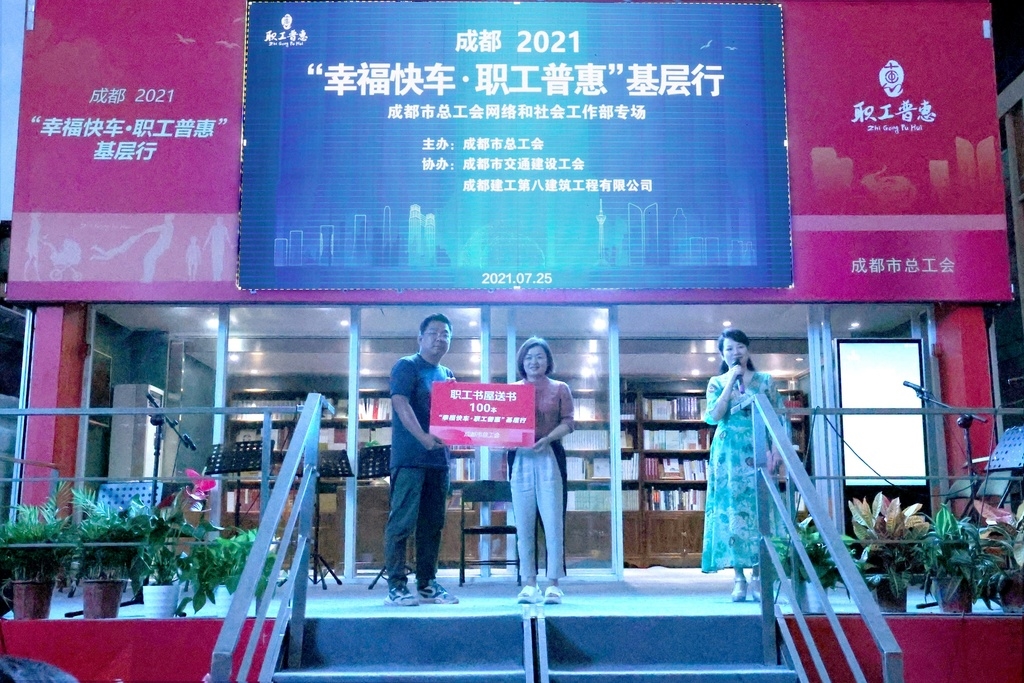 职工普惠
Zhi Gong Pu Hui
成都 2021
“幸福快车·职工普惠”基层行
成都市总工会网络和社会工作部专场
主办：成都市总工会
协办：成都市交通建设工会
成都建工第八建筑工程有限公司
2021.07.25
成都 2021
“幸福快车·职工普惠”
基层行
职工普惠
Zhi Gong Pu Hui
成都市总工会
职工书屋送书
100本
“幸福快车·职工普惠”基层行
成都市总工会